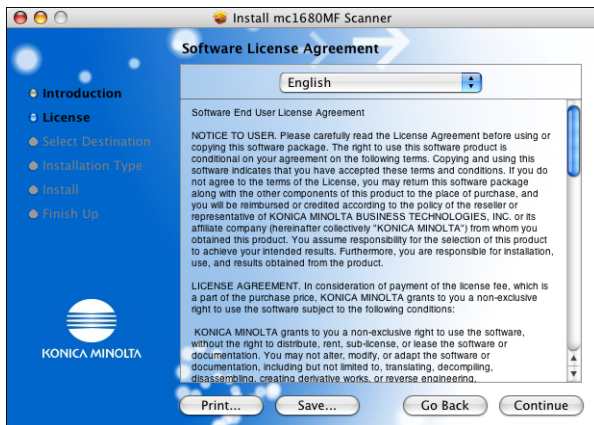 Install mc1680MF Scanner
Software License Agreement
English
Introduction
License
Select Destination
Installation Type
Install
Finish Up
Software End User License Agreement
NOTICE TO USER. Please carefully read the License Agreement before using or
copying this software package. The right to use this software product is
conditional on your agreement on the following terms. Copying and using this
software indicates that you have accepted these terms and conditions. If you do
not agree to the terms of the License, you may return this software package
along with the other components of this product to the place of purchase, and
you will be reimbursed or credited according to the policy of the reseller or
representative of KONICA MINOLTA BUSINESS TECHNOLOGIES, INC. or its
affiliate company (hereinafter collectively "KONICA MINOLTA") from whom you
obtained this product. You assume responsibility for the selection of this product
to achieve your intended results. Furthermore, you are responsible for installation,
use, and results obtained from the product.
LICENSE AGREEMENT. In consideration of payment of the license fee, which is
a part of the purchase price, KONICA MINOLTA grants to you a non-exclusive
right to use the software subject to the following conditions:
KONICA MINOLTA grants to you a non-exclusive right to use the software,
without the right to distribute, rent, sub-license, or lease the software or
documentation. You may not alter, modify, or adapt the software or
documentation, including but not limited to, translating, decompiling,
disassembling, creating derivative works, or reverse engineering.
KONICA MINOLTA
Print...
Save...
Go Back
Continue